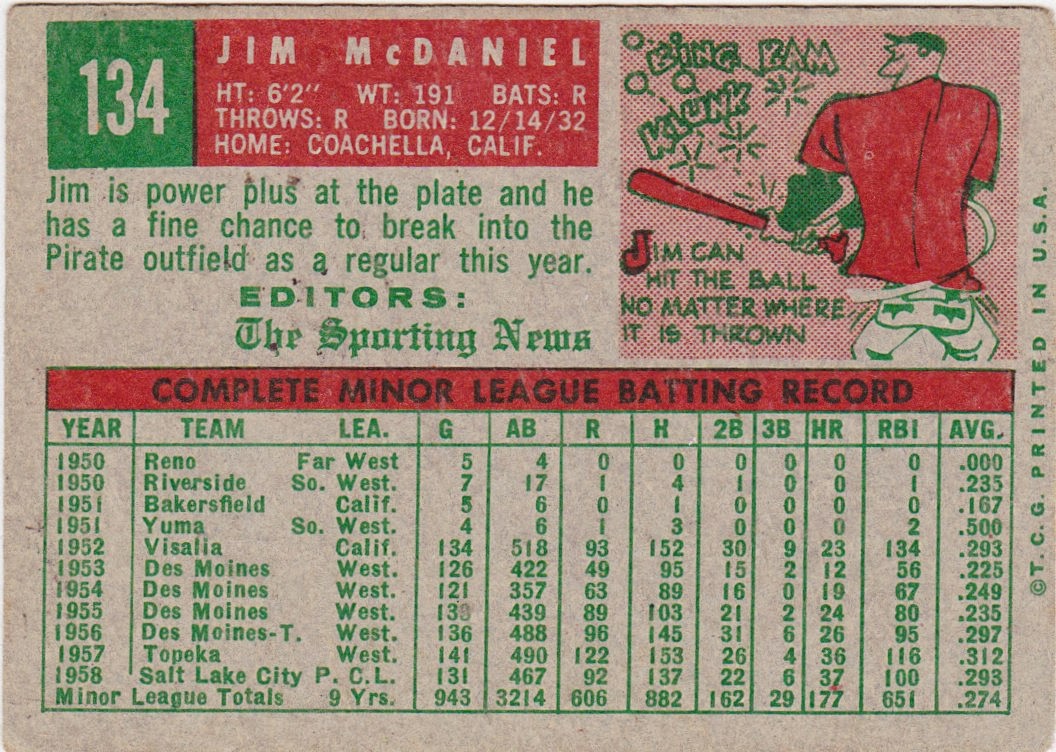 134
JIM McDANIEL
HT: 6'2" WT: 191 BATS: R
THROWS: R BORN: 12/14/32
HOME: COACHELLA, CALIF.
Jim is power plus at the plate and he
has a fine chance to break into the
Pirate outfield as a regular this year.
EDITORS:
The Sporting News
BING BAM
KLUNK
JIM CAN
HIT THE BALL
NO MATTER WHERE
IT IS THROWN
COMPLETE MINOR LEAGUE BATTING RECORD
YEAR TEAM LEA. G AB R H 2B 3B HR RBI AVG.
1950 Reno Far West 5 4 0 0 0 0 0 0 .000
1950 Riverside So. West. 7 17 1 4 1 0 0 1 .235
1951 Bakersfield Calif. 5 6 0 1 0 0 0 0 .167
1951 Yuma So. West. 4 6 1 3 0 0 0 2 .500
1952 Visalia Calif. 134 518 93 152 30 9 23 134 .293
1953 Des Moines West. 126 422 49 95 15 2 12 56 .225
1954 Des Moines West. 121 357 63 89 16 0 19 67 .249
1955 Des Moines West. 133 439 89 103 21 2 24 80 .235
1956 Des Moines-T. West. 136 488 96 145 31 6 26 95 .297
1957 Topeka West. 141 490 122 153 26 4 36 116 .312
1958 Salt Lake City P. C. L. 131 467 92 137 22 6 37 100 .293
Minor League Totals 9 Yrs. 943 3214 606 882 162 29 177 651 .274
©T. C. G. PRINTED IN U.S.A.